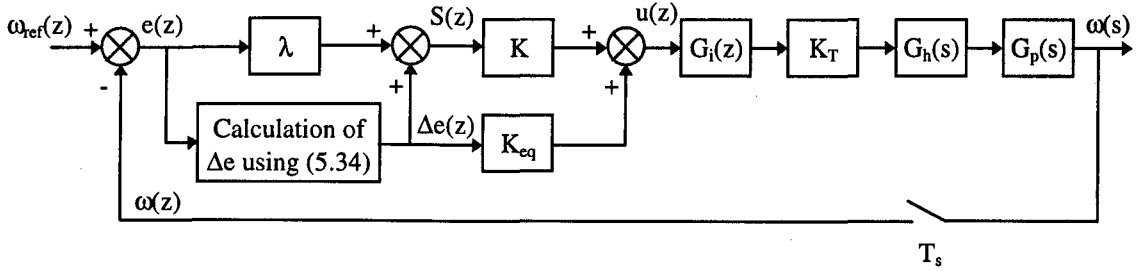 ω_ref(z) + e(z) λ + S(z) K + u(z) G_i(z) K_T G_h(s) G_p(s) ω(s)
- + +
Calculation of
Δe using (5.34)
Δe(z) K_eq
ω(z)
T_s